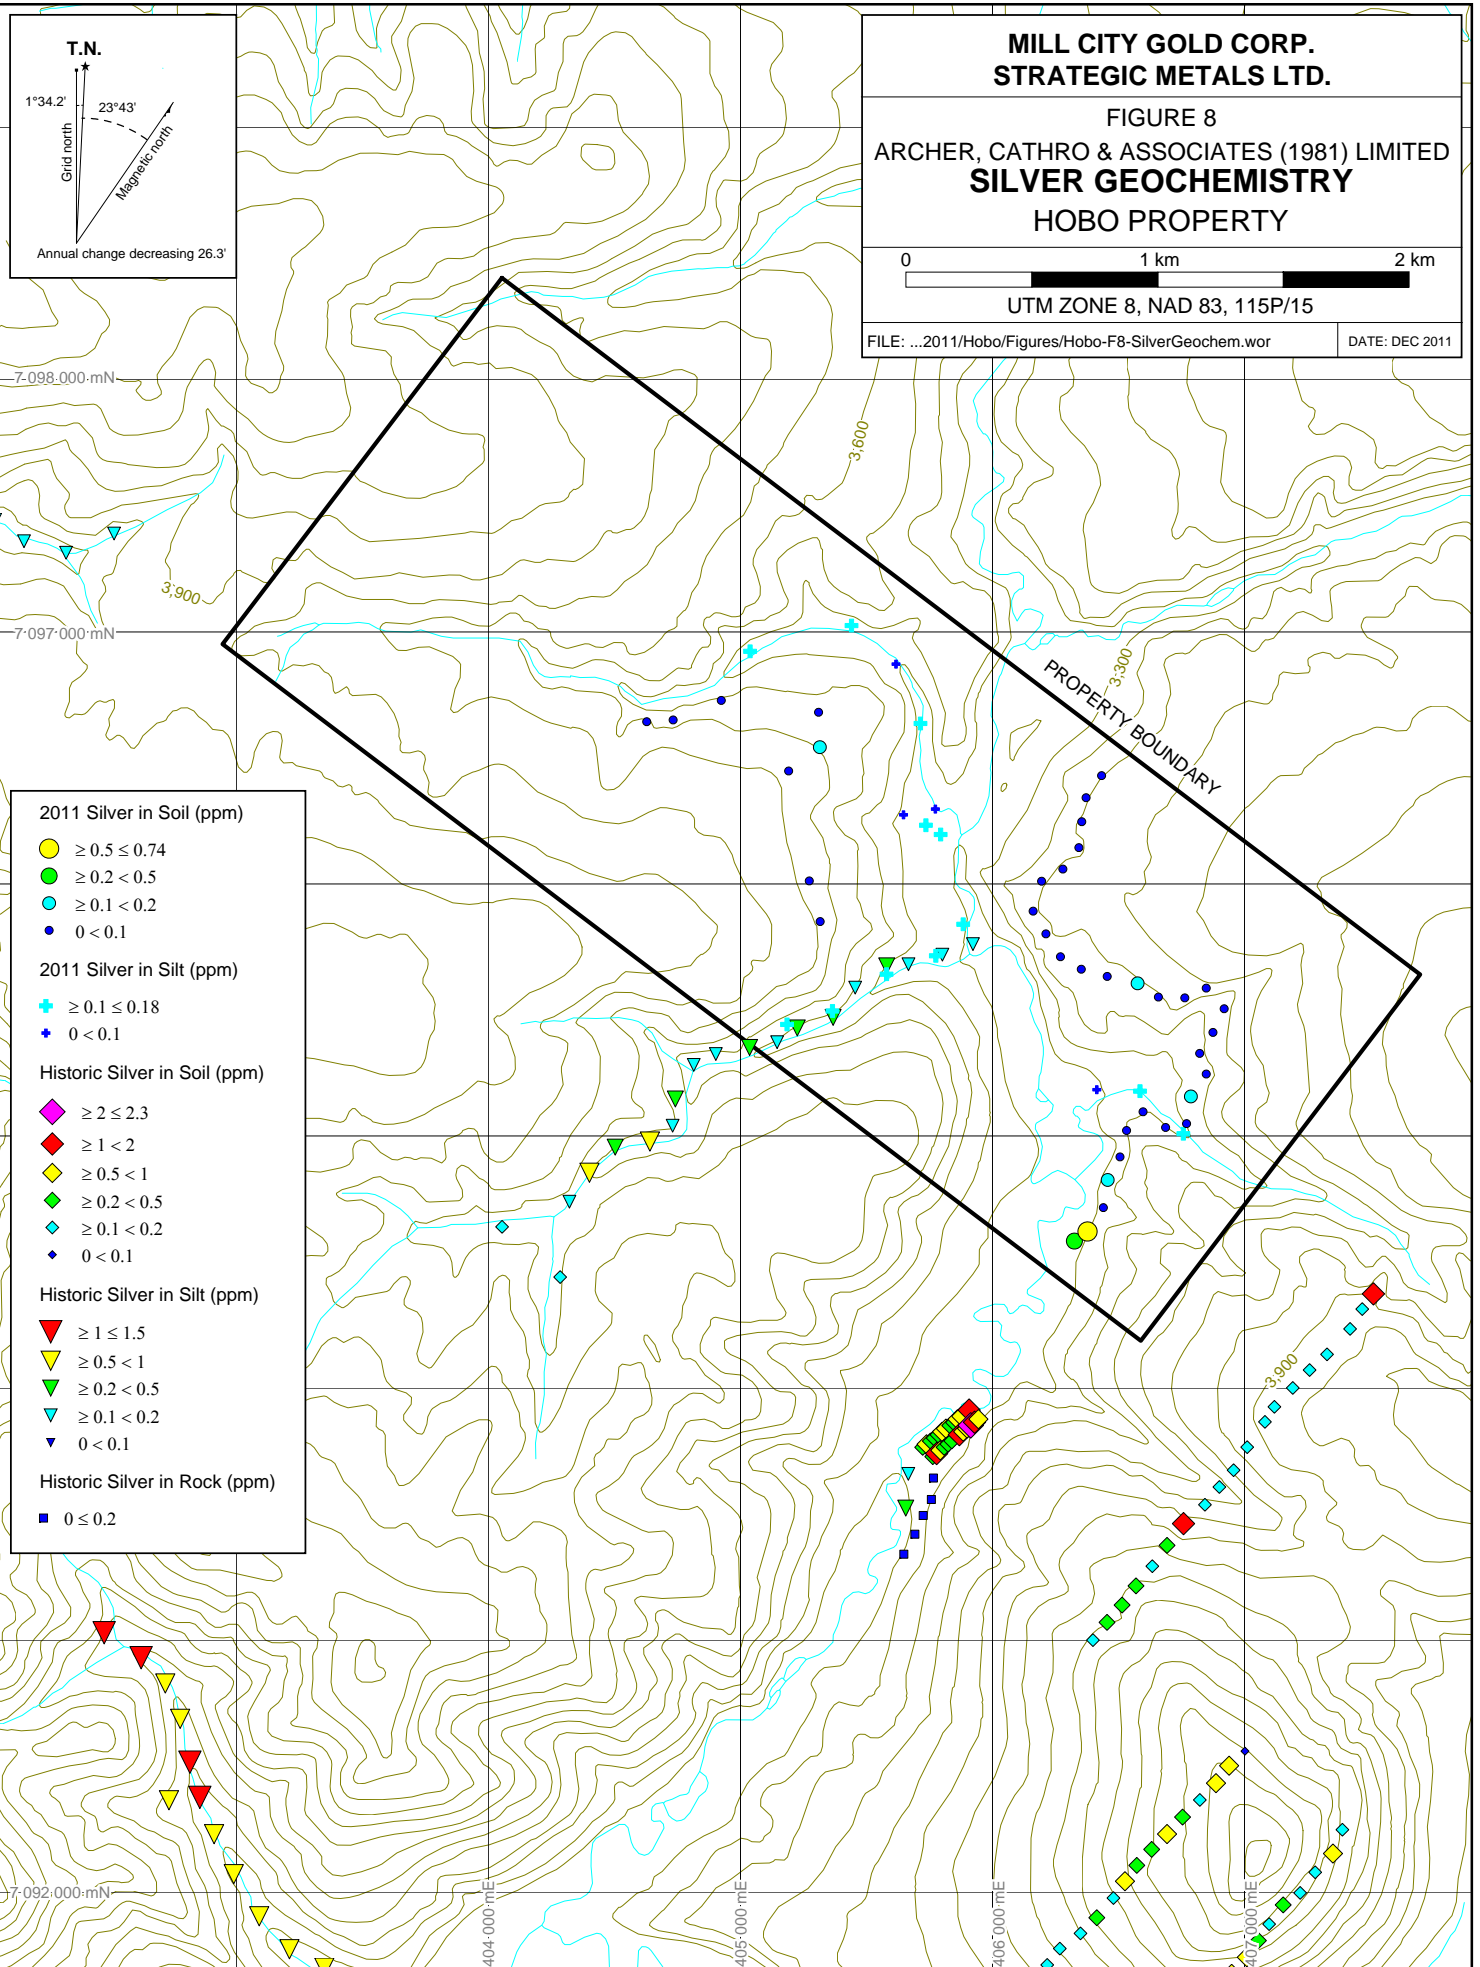 T.N.
1°34.2'
23°43'
Grid north
Magnetic north
Annual change decreasing 26.3'
MILL CITY GOLD CORP.
STRATEGIC METALS LTD.
FIGURE 8
ARCHER, CATHRO & ASSOCIATES (1981) LIMITED
SILVER GEOCHEMISTRY
HOBO PROPERTY
0 1 km 2 km
UTM ZONE 8, NAD 83, 115P/15
FILE: ...2011/Hobo/Figures/Hobo-F8-SilverGeochem.wor
DATE: DEC 2011
7 098 000 mN
3,600
3,900
7 097 000 mN
3,300
PROPERTY BOUNDARY
2011 Silver in Soil (ppm)
≥ 0.5 ≤ 0.74
≥ 0.2 < 0.5
≥ 0.1 < 0.2
0 < 0.1
2011 Silver in Silt (ppm)
≥ 0.1 ≤ 0.18
0 < 0.1
Historic Silver in Soil (ppm)
≥ 2 ≤ 2.3
≥ 1 < 2
≥ 0.5 < 1
≥ 0.2 < 0.5
≥ 0.1 < 0.2
0 < 0.1
Historic Silver in Silt (ppm)
≥ 1 ≤ 1.5
≥ 0.5 < 1
≥ 0.2 < 0.5
≥ 0.1 < 0.2
0 < 0.1
Historic Silver in Rock (ppm)
0 ≤ 0.2
3,900
7 092 000 mN
404 000 mE
405 000 mE
406 000 mE
407 000 mE